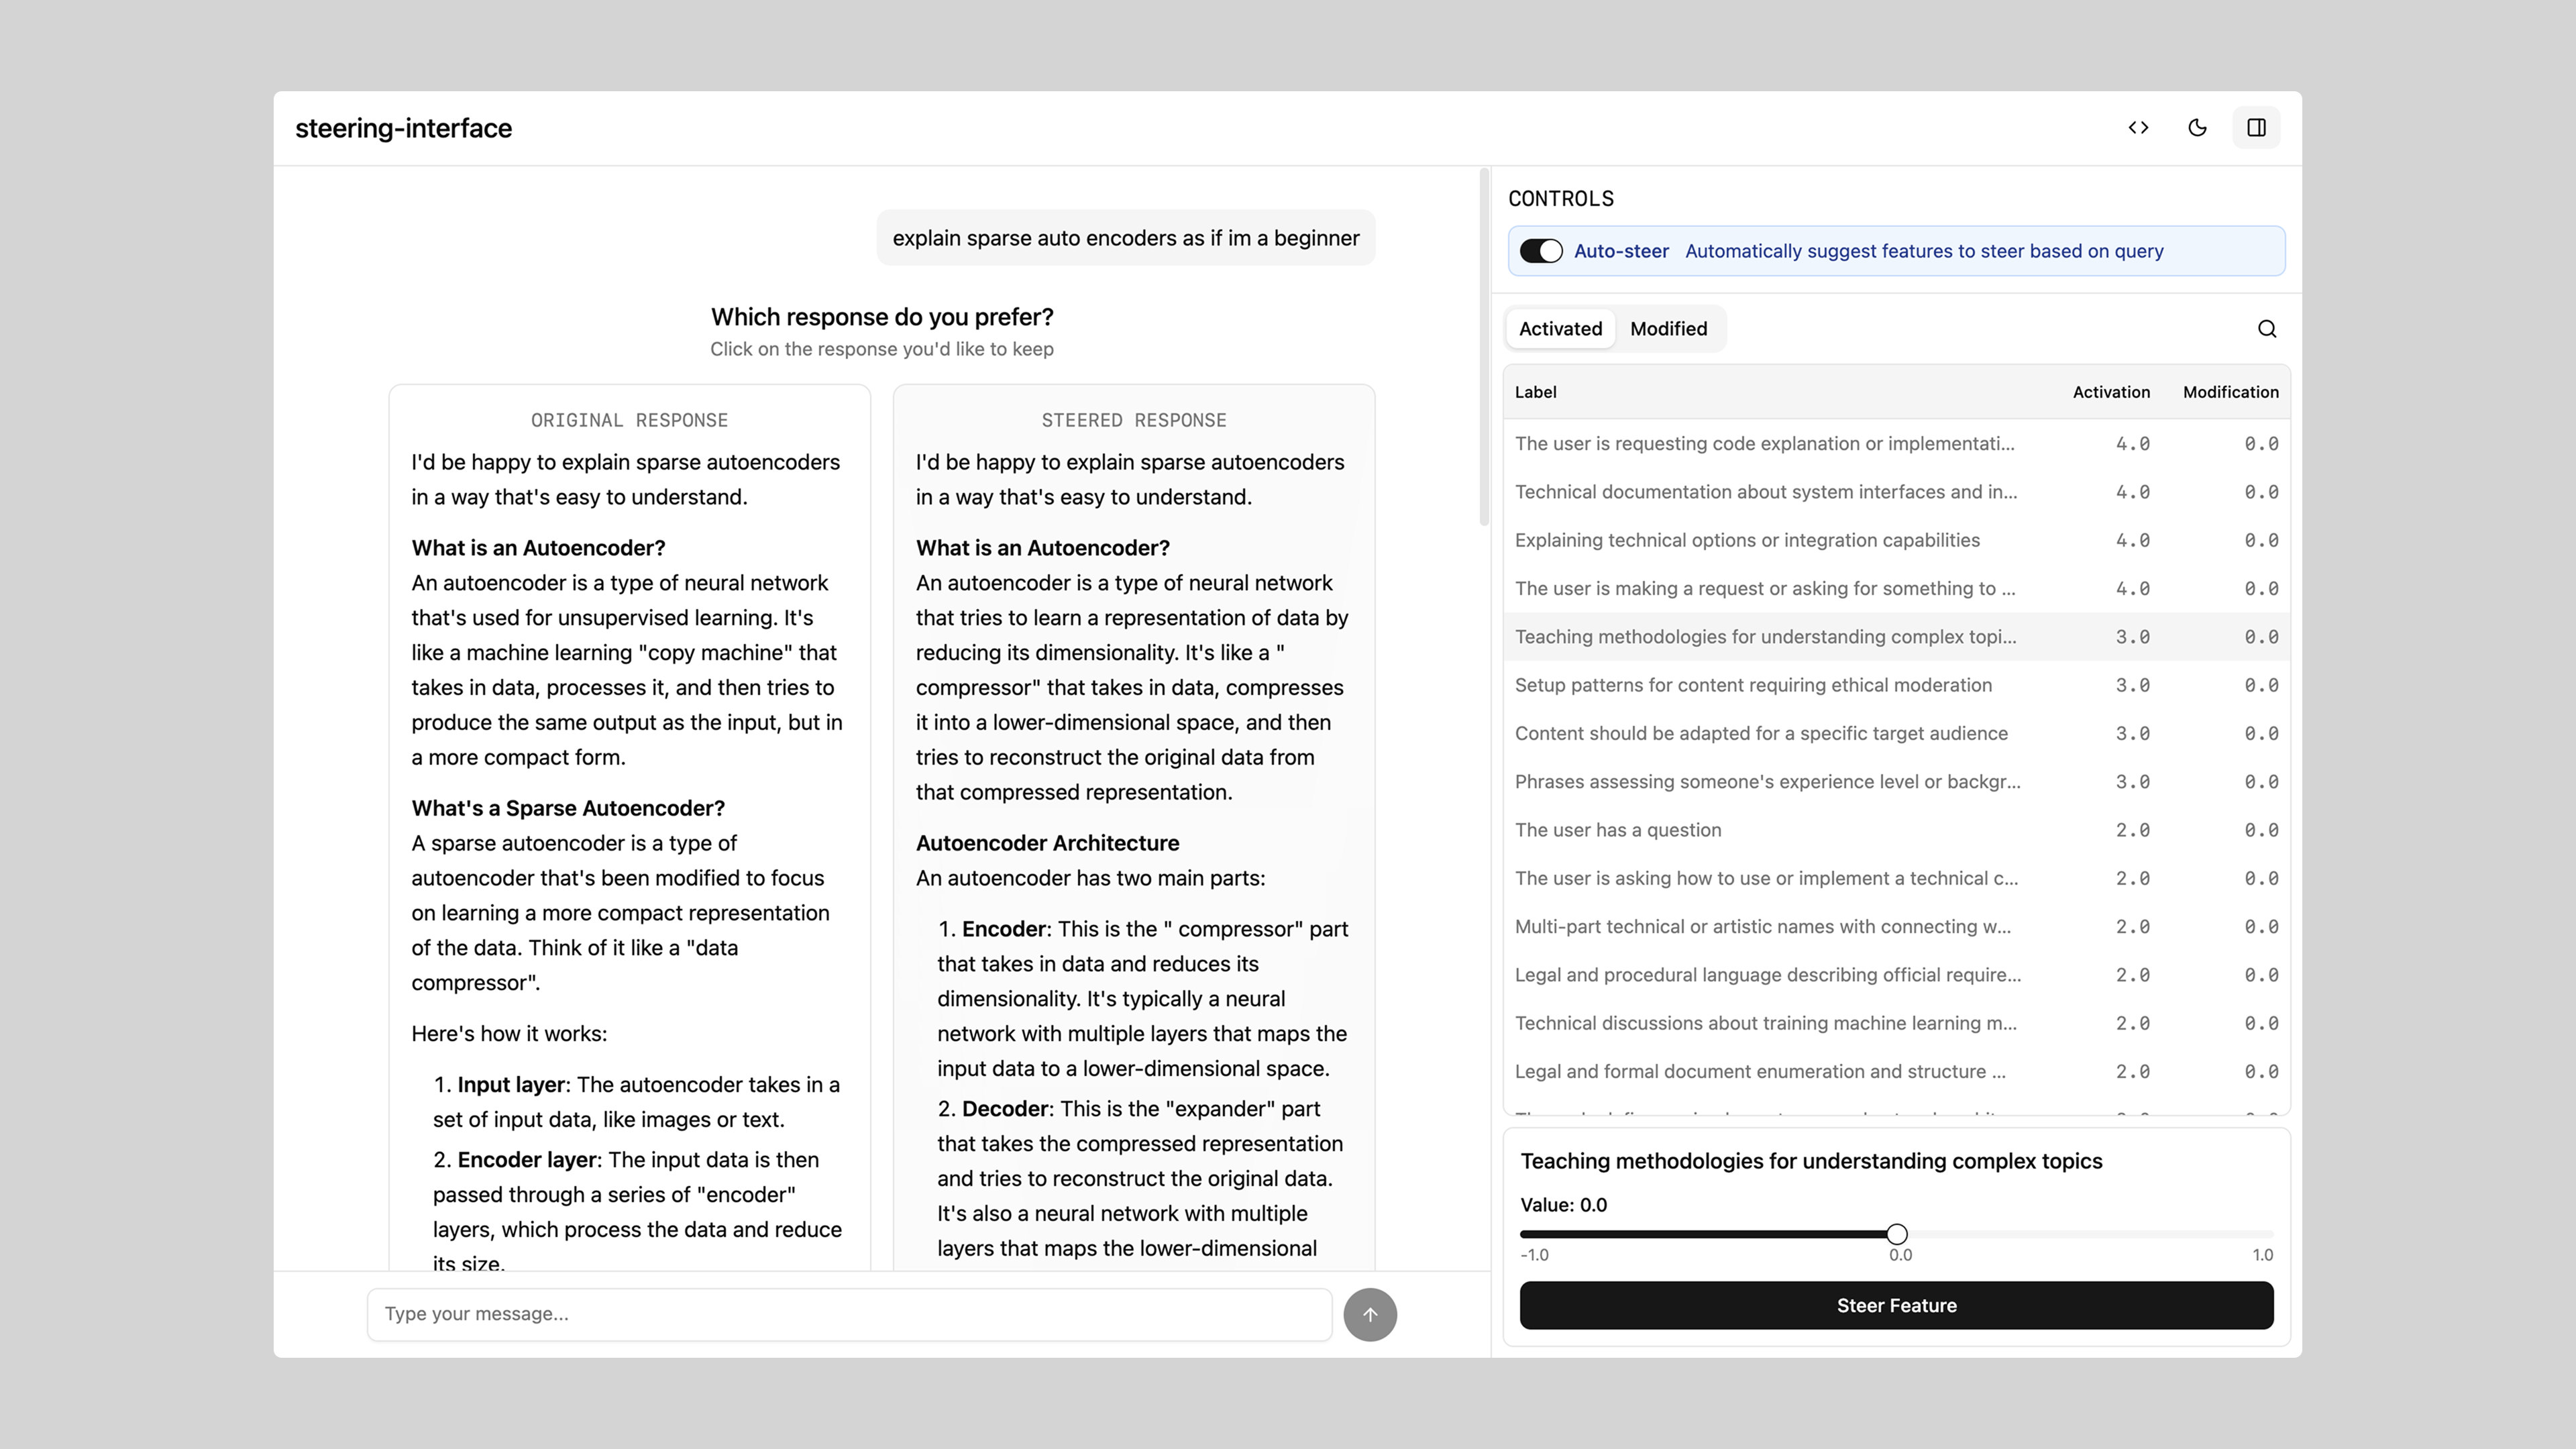 steering-interface
explain sparse auto encoders as if im a beginner
Which response do you prefer?
Click on the response you'd like to keep
ORIGINAL RESPONSE
I'd be happy to explain sparse autoencoders
in a way that's easy to understand.
What is an Autoencoder?
An autoencoder is a type of neural network
that's used for unsupervised learning. It's
like a machine learning "copy machine" that
takes in data, processes it, and then tries to
produce the same output as the input, but in
a more compact form.
What's a Sparse Autoencoder?
A sparse autoencoder is a type of
autoencoder that's been modified to focus
on learning a more compact representation
of the data. Think of it like a "data
compressor".
Here's how it works:
1. Input layer: The autoencoder takes in a
set of input data, like images or text.
2. Encoder layer: The input data is then
passed through a series of "encoder"
layers, which process the data and reduce
its size.
STEERED RESPONSE
I'd be happy to explain sparse autoencoders
in a way that's easy to understand.
What is an Autoencoder?
An autoencoder is a type of neural network
that tries to learn a representation of data by
reducing its dimensionality. It's like a "
compressor" that takes in data, compresses
it into a lower-dimensional space, and then
tries to reconstruct the original data from
that compressed representation.
Autoencoder Architecture
An autoencoder has two main parts:
1. Encoder: This is the " compressor" part
that takes in data and reduces its
dimensionality. It's typically a neural
network with multiple layers that maps the
input data to a lower-dimensional space.
2. Decoder: This is the "expander" part
that takes the compressed representation
and tries to reconstruct the original data.
It's also a neural network with multiple
layers that maps the lower-dimensional
Type your message...
CONTROLS
Auto-steer Automatically suggest features to steer based on query
Activated Modified
Label Activation Modification
The user is requesting code explanation or implementati... 4.0 0.0
Technical documentation about system interfaces and in... 4.0 0.0
Explaining technical options or integration capabilities 4.0 0.0
The user is making a request or asking for something to ... 4.0 0.0
Teaching methodologies for understanding complex topi... 3.0 0.0
Setup patterns for content requiring ethical moderation 3.0 0.0
Content should be adapted for a specific target audience 3.0 0.0
Phrases assessing someone's experience level or backgr... 3.0 0.0
The user has a question 2.0 0.0
The user is asking how to use or implement a technical c... 2.0 0.0
Multi-part technical or artistic names with connecting w... 2.0 0.0
Legal and procedural language describing official require... 2.0 0.0
Technical discussions about training machine learning m... 2.0 0.0
Legal and formal document enumeration and structure ... 2.0 0.0
Teaching methodologies for understanding complex topics
Value: 0.0
-1.0 0.0 1.0
Steer Feature